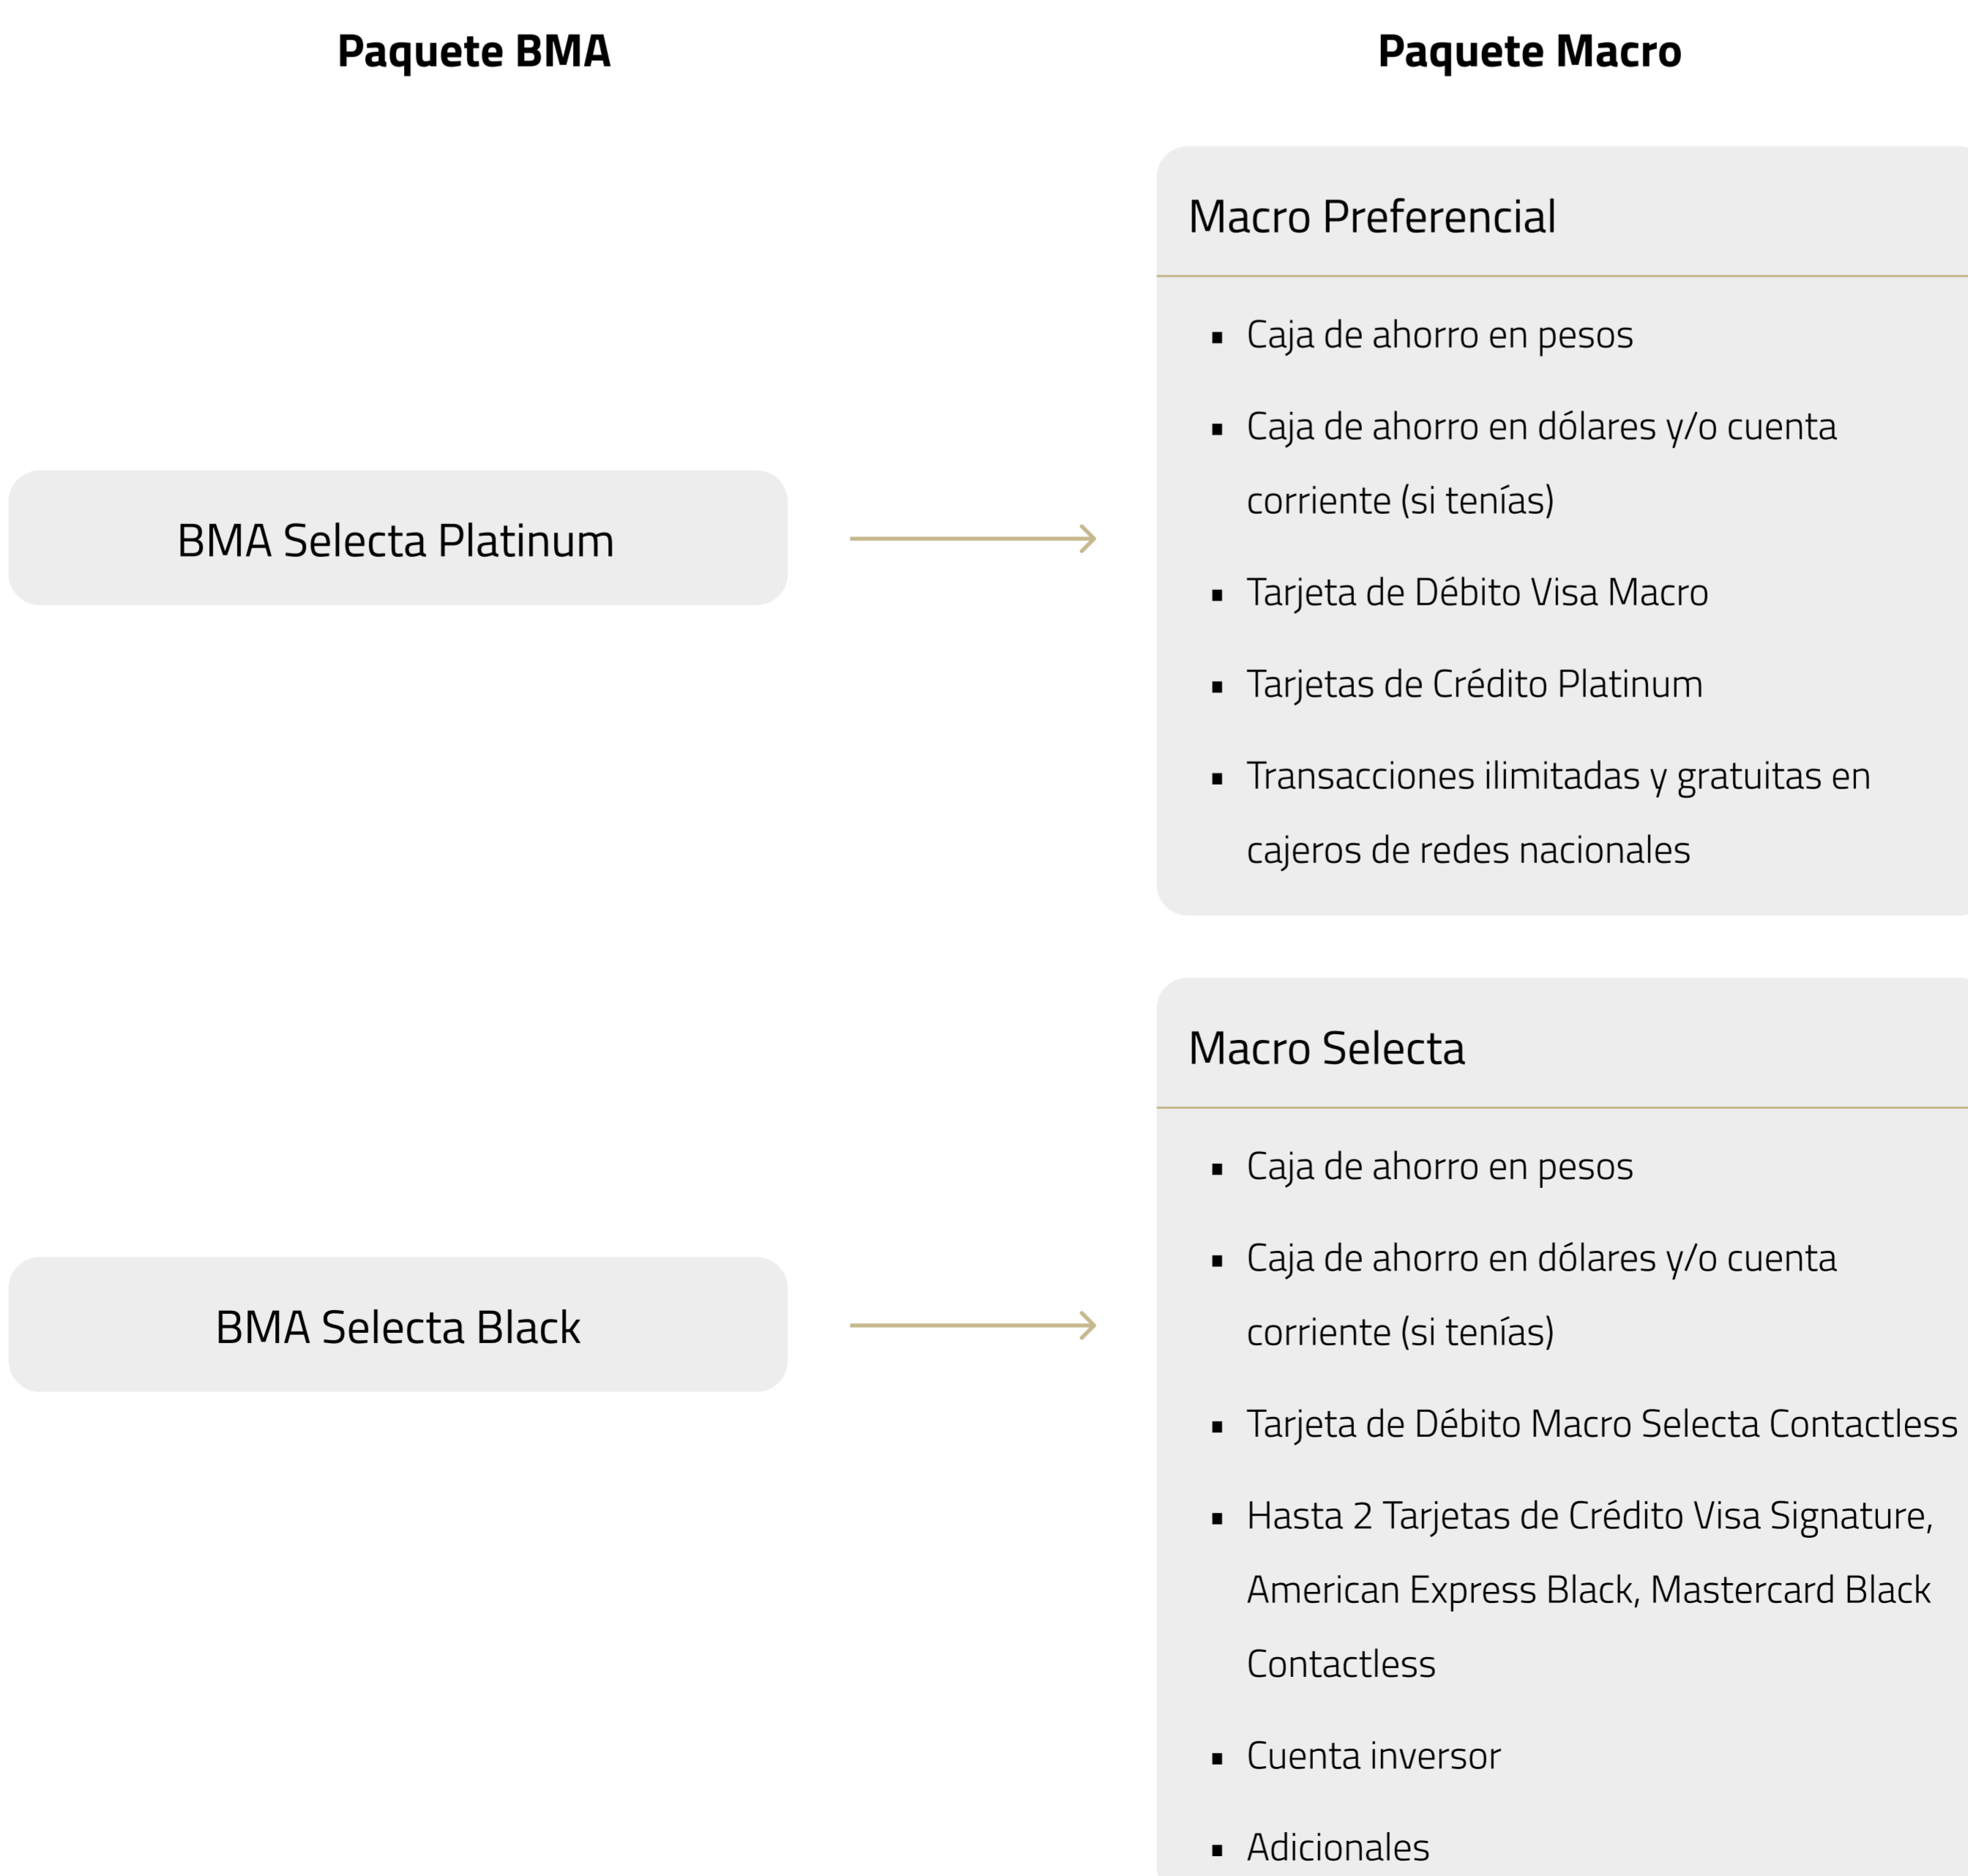 Paquete BMA
Paquete Macro
BMA Selecta Platinum
Macro Preferencial
▪ Caja de ahorro en pesos
▪ Caja de ahorro en dólares y/o cuenta
corriente (si tenías)
▪ Tarjeta de Débito Visa Macro
▪ Tarjetas de Crédito Platinum
▪ Transacciones ilimitadas y gratuitas en
cajeros de redes nacionales
BMA Selecta Black
Macro Selecta
▪ Caja de ahorro en pesos
▪ Caja de ahorro en dólares y/o cuenta
corriente (si tenías)
▪ Tarjeta de Débito Macro Selecta Contactless
▪ Hasta 2 Tarjetas de Crédito Visa Signature,
American Express Black, Mastercard Black
Contactless
▪ Cuenta inversor
▪ Adicionales